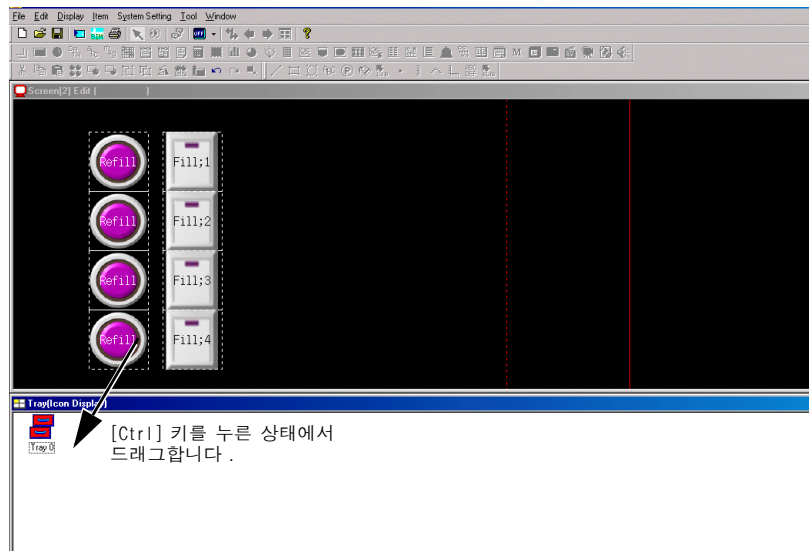 File Edit Display Item System Setting Tool Window
Screen[2] Edit ( )
Refill Fill;1
Refill Fill;2
Refill Fill;3
Refill Fill;4
Tray[Icon Display]
Tray 0
[Ctrl] 키를 누른 상태에서
드래그합니다 .